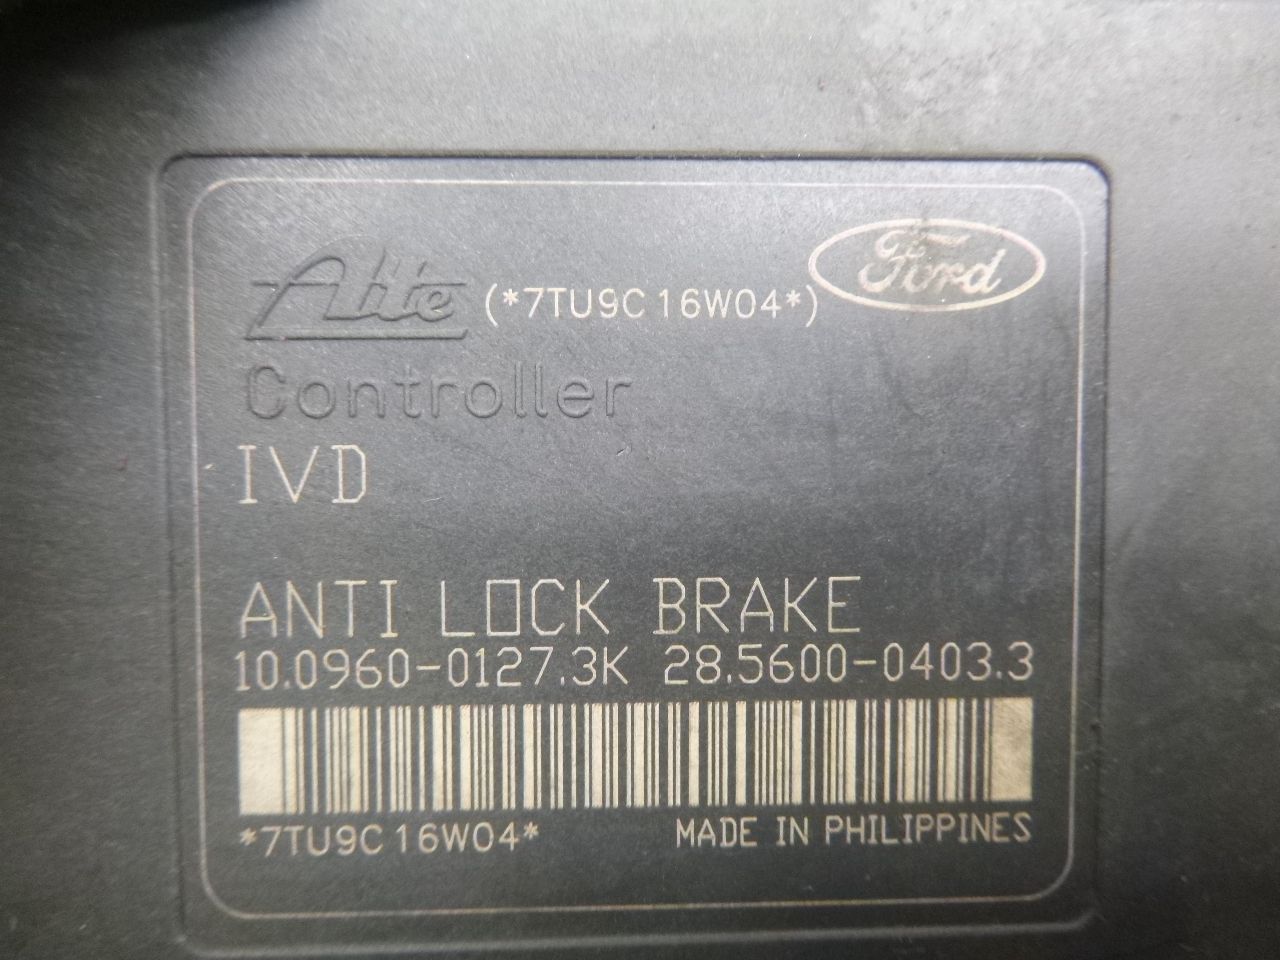 Alte (*7TU9C16W04*) Ford
Controller
IVD
ANTI LOCK BRAKE
10.0960-0127.3K 28.5600-0403.3
*7TU9C16W04* MADE IN PHILIPPINES